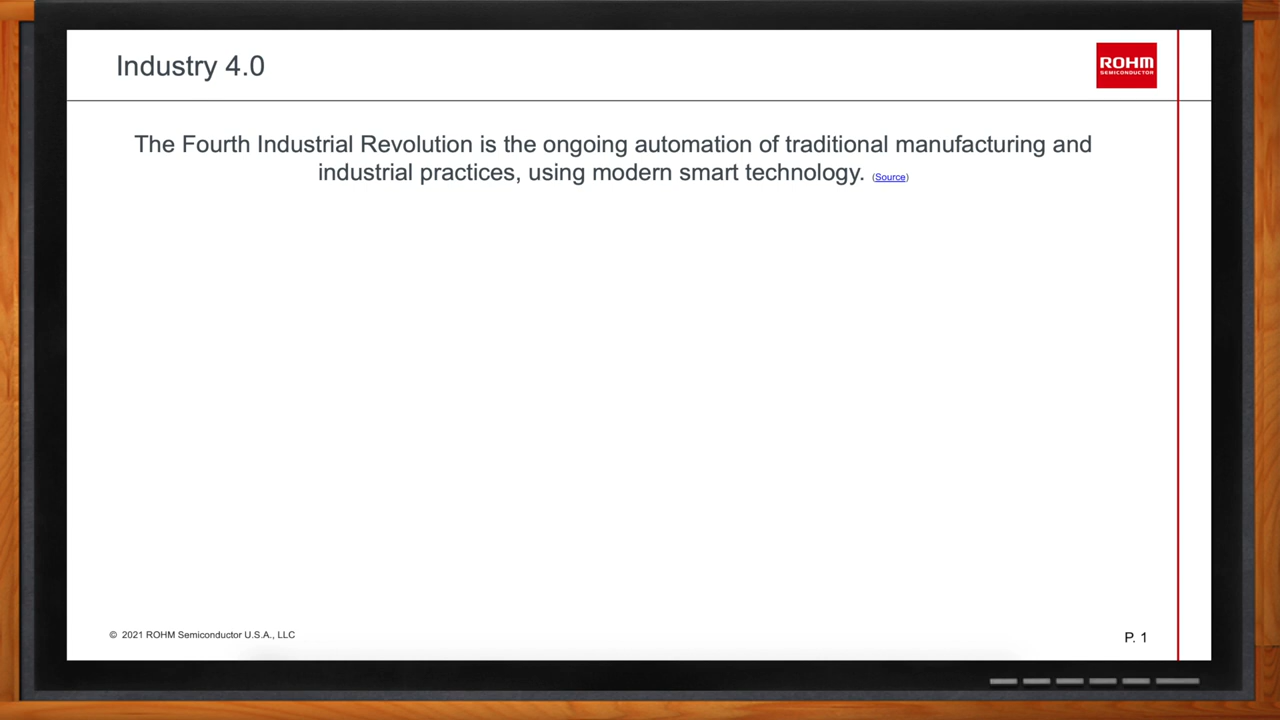 Industry 4.0
ROHM
SEMICONDUCTOR
The Fourth Industrial Revolution is the ongoing automation of traditional manufacturing and
industrial practices, using modern smart technology. (Source)
© 2021 ROHM Semiconductor U.S.A., LLC
P. 1